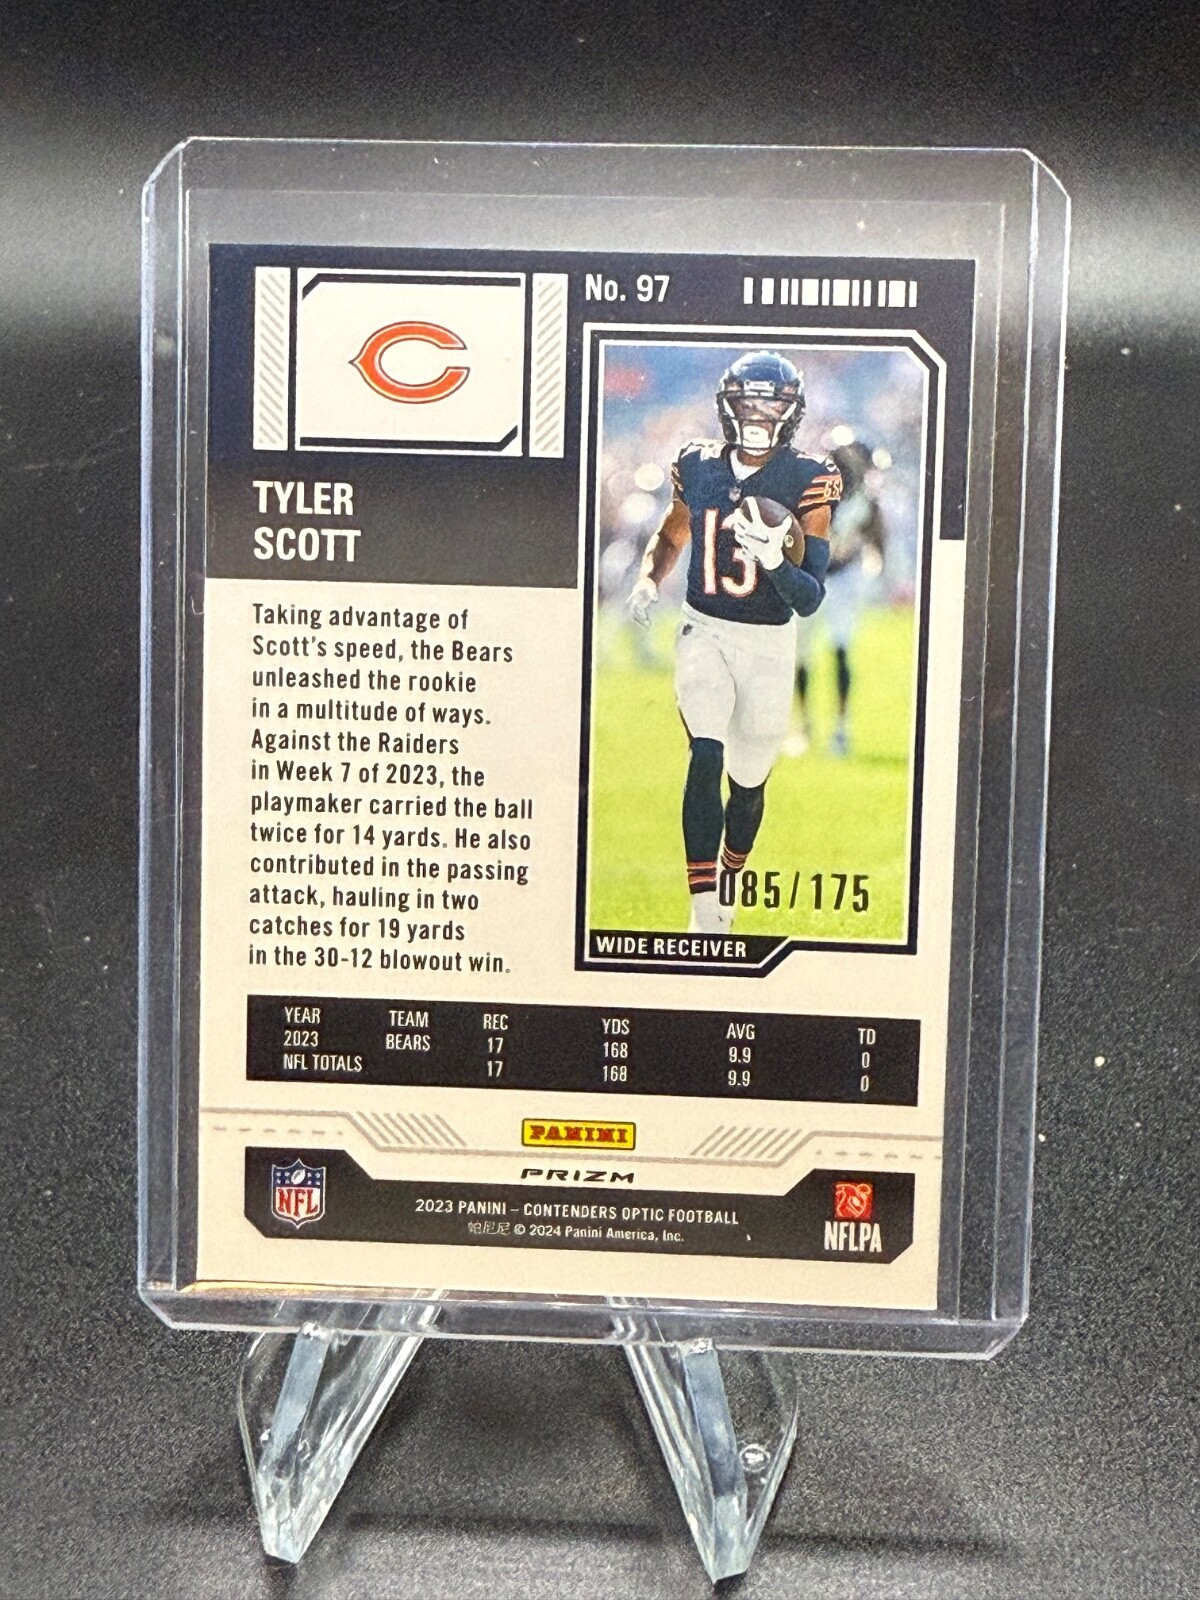 No. 97
TYLER
SCOTT
Taking advantage of
Scott's speed, the Bears
unleashed the rookie
in a multitude of ways.
Against the Raiders
in Week 7 of 2023, the
playmaker carried the ball
twice for 14 yards. He also
contributed in the passing
attack, hauling in two
catches for 19 yards
in the 30-12 blowout win.
13
085/175
WIDE RECEIVER
YEAR TEAM REC YDS AVG TD
2023 BEARS 17 168 9.9 0
NFL TOTALS 17 168 9.9 0
PANINI
PRIZM
NFL
2023 PANINI – CONTENDERS OPTIC FOOTBALL
帕尼尼 © 2024 Panini America, Inc.
NFLPA